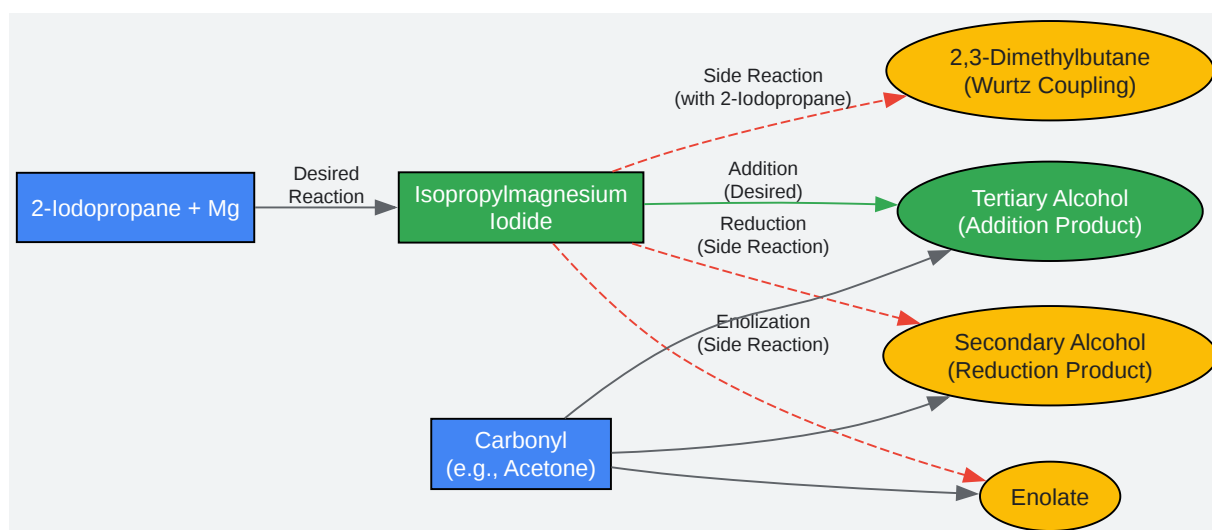 2,3-Dimethylbutane
(Wurtz Coupling)
Side Reaction
(with 2-Iodopropane)
2-Iodopropane + Mg
Desired
Reaction
Isopropylmagnesium
Iodide
Addition
(Desired)
Tertiary Alcohol
(Addition Product)
Reduction
(Side Reaction)
Enolization
(Side Reaction)
Secondary Alcohol
(Reduction Product)
Carbonyl
(e.g., Acetone)
Enolate